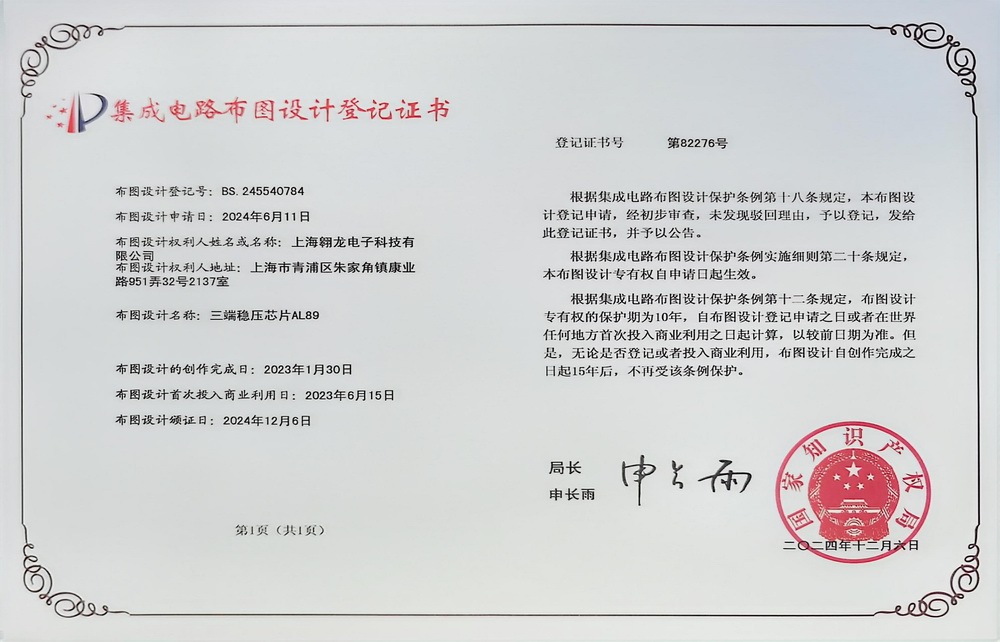 集成电路布图设计登记证书
登记证书号 第82276号
布图设计登记号：BS. 245540784
布图设计申请日：2024年6月11日
布图设计权利人姓名或名称：上海翱龙电子科技有
限公司
布图设计权利人地址：上海市青浦区朱家角镇康业
路951弄32号2137室
布图设计名称：三端稳压芯片AL89
布图设计的创作完成日：2023年1月30日
布图设计首次投入商业利用日：2023年6月15日
布图设计颁证日：2024年12月6日
第1页（共1页）
根据集成电路布图设计保护条例第十八条规定，本布图设
计登记申请，经初步审查，未发现驳回理由，予以登记，发给
此登记证书，并予以公告。
根据集成电路布图设计保护条例实施细则第二十条规定，
本布图设计专有权自申请日起生效。
根据集成电路布图设计保护条例第十二条规定，布图设计
专有权的保护期为10年，自布图设计登记申请之日或者在世界
任何地方首次投入商业利用之日起计算，以较前日期为准。但
是，无论是否登记或者投入商业利用，布图设计自创作完成之
日起15年后，不再受该条例保护。
局长
申长雨
申长雨
国家知识产权局
二〇二四年十二月六日